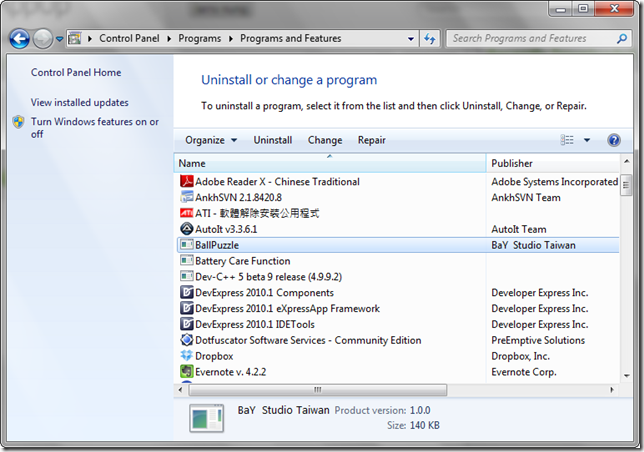 Control Panel ▸ Programs ▸ Programs and Features
Search Programs and Features
Control Panel Home
View installed updates
Turn Windows features on or
off
Uninstall or change a program
To uninstall a program, select it from the list and then click Uninstall, Change, or Repair.
Organize Uninstall Change Repair
Name Publisher
Adobe Reader X - Chinese Traditional Adobe Systems Incorporated
AnkhSVN 2.1.8420.8 AnkhSVN Team
ATI ATI - 軟體解除安裝公用程式
AutoIt v3.3.6.1 AutoIt Team
BallPuzzle BaY Studio Taiwan
Battery Care Function
Dev-C++ 5 beta 9 release (4.9.9.2)
DevExpress 2010.1 Components Developer Express Inc.
DevExpress 2010.1 eXpressApp Framework Developer Express Inc.
DevExpress 2010.1 IDETools Developer Express Inc.
Dotfuscator Software Services - Community Edition PreEmptive Solutions
Dropbox Dropbox, Inc.
Evernote v. 4.2.2 Evernote Corp.
BaY Studio Taiwan Product version: 1.0.0
Size: 140 KB